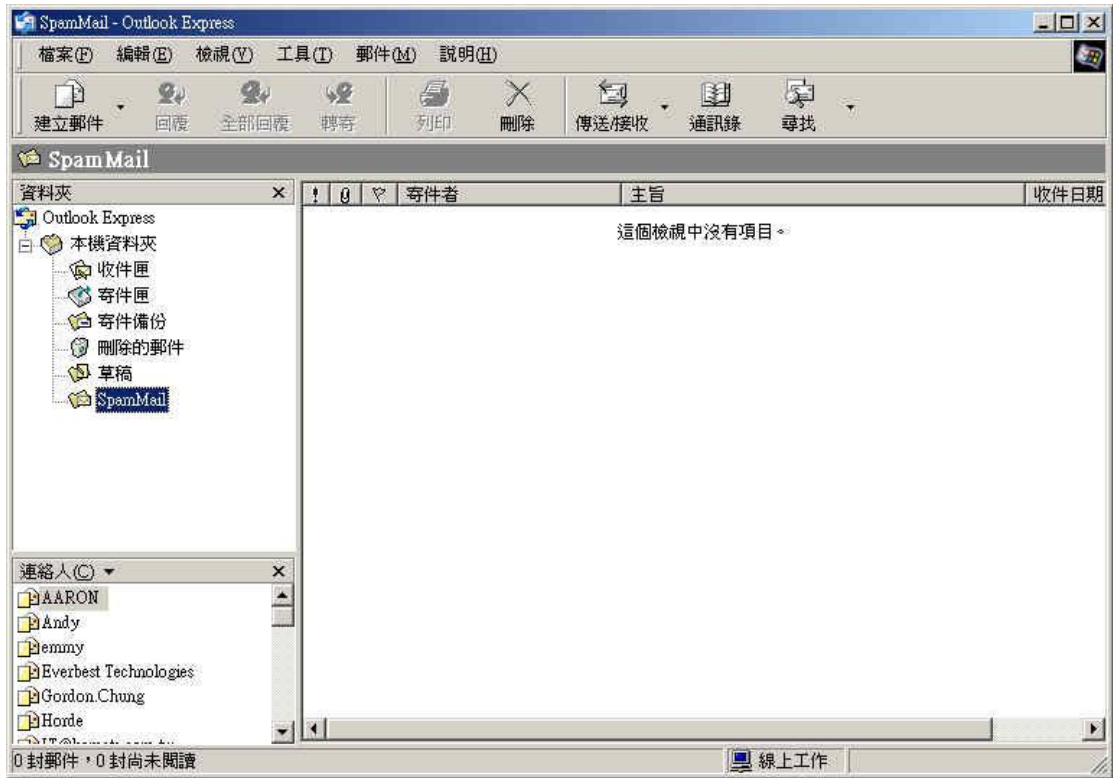 SpamMail - Outlook Express
檔案(F) 編輯(E) 檢視(V) 工具(T) 郵件(M) 說明(H)
建立郵件 回覆 全部回覆 轉寄 列印 刪除 傳送/接收 通訊錄 尋找
SpamMail
資料夾
Outlook Express
本機資料夾
收件匣
寄件匣
寄件備份
刪除的郵件
草稿
SpamMail
連絡人(C)
AARON
Andy
emmy
Everbest Technologies
Gordon.Chung
Horde
! 寄件者 主旨 收件日期
這個檢視中沒有項目。
0 封郵件，0 封尚未閱讀
線上工作